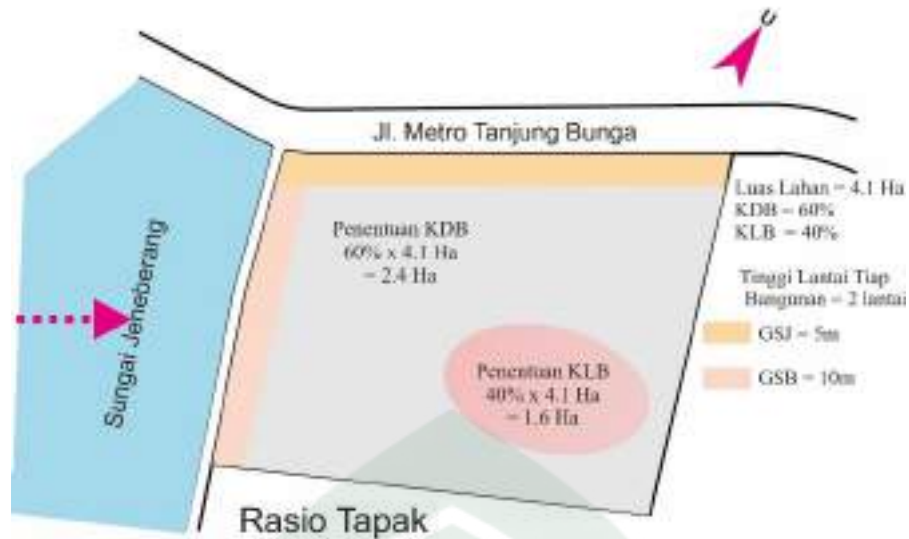 U
Jl. Metro Tanjung Bunga
Luas Lahan = 4.1 Ha
KDB = 60%
KLB = 40%
Penentuan KDB
60% x 4.1 Ha
= 2.4 Ha
Tinggi Lantai Tiap
Bangunan = 2 lantai
Sungai Jeneberang
GSJ = 5m
GSB = 10m
Penentuan KLB
40% x 4.1 Ha
= 1.6 Ha
Rasio Tapak